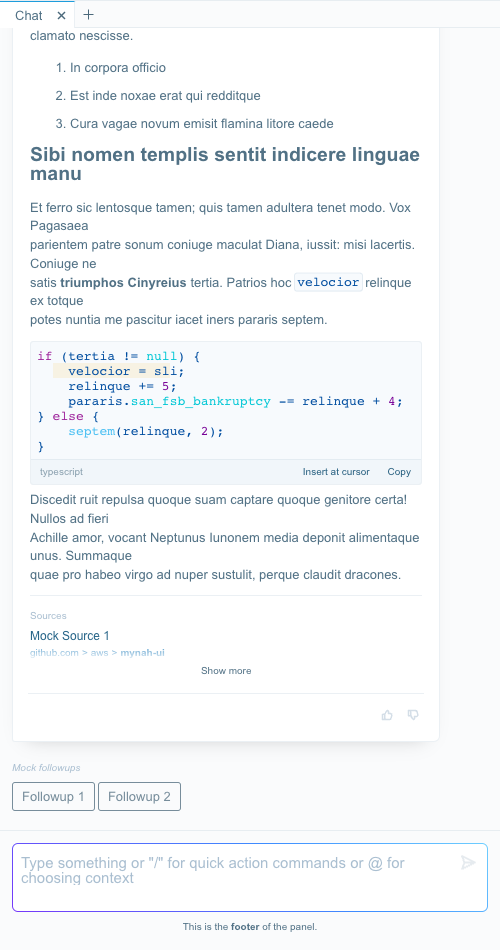 Chat
clamato nescisse.
1. In corpora officio
2. Est inde noxae erat qui redditque
3. Cura vagae novum emisit flamina litore caede
Sibi nomen templis sentit indicere linguae
manu
Et ferro sic lentosque tamen; quis tamen adultera tenet modo. Vox
Pagasaea
parientem patre sonum coniuge maculat Diana, iussit: misi lacertis.
Coniuge ne
satis triumphos Cinyreius tertia. Patrios hoc velocior relinque
ex totque
potes nuntia me pascitur iacet iners pararis septem.
if (tertia != null) {
    velocior = sli;
    relinque += 5;
    pararis.san_fsb_bankruptcy -= relinque + 4;
} else {
    septem(relinque, 2);
}
typescript Insert at cursor Copy
Discedit ruit repulsa quoque suam captare quoque genitore certa!
Nullos ad fieri
Achille amor, vocant Neptunus Iunonem media deponit alimentaque
unus. Summaque
quae pro habeo virgo ad nuper sustulit, perque claudit dracones.
Sources
Mock Source 1
github.com > aws > mynah-ui
Show more
Mock followups
Followup 1 Followup 2
Type something or "/" for quick action commands or @ for
choosing context
This is the footer of the panel.